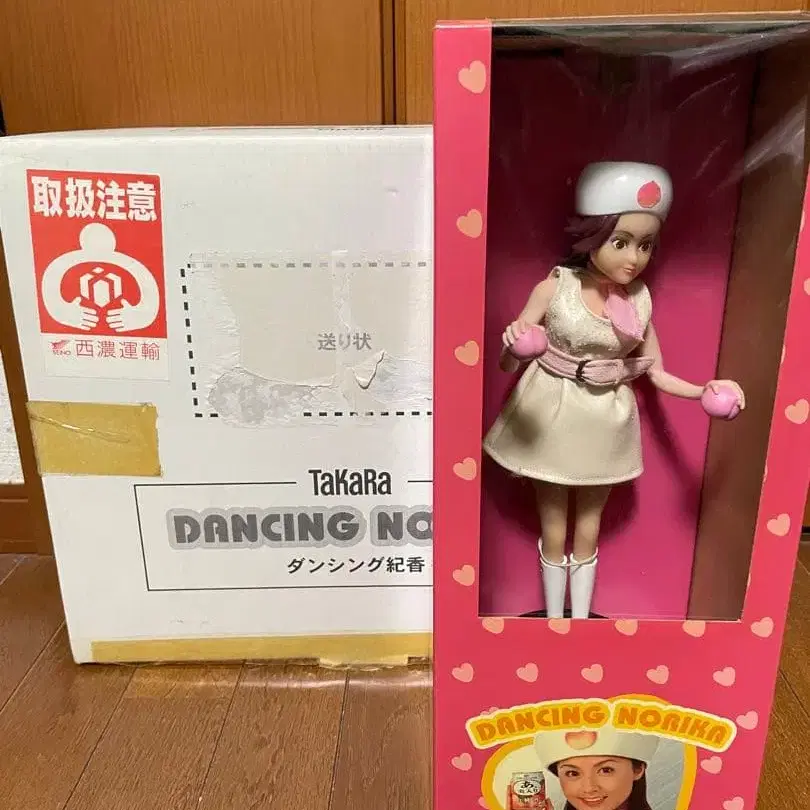 取扱注意
SEINO 西濃運輸
送り状
TaKaRa
DANCING NO
ダンシング紀香
DANCING NORIKA